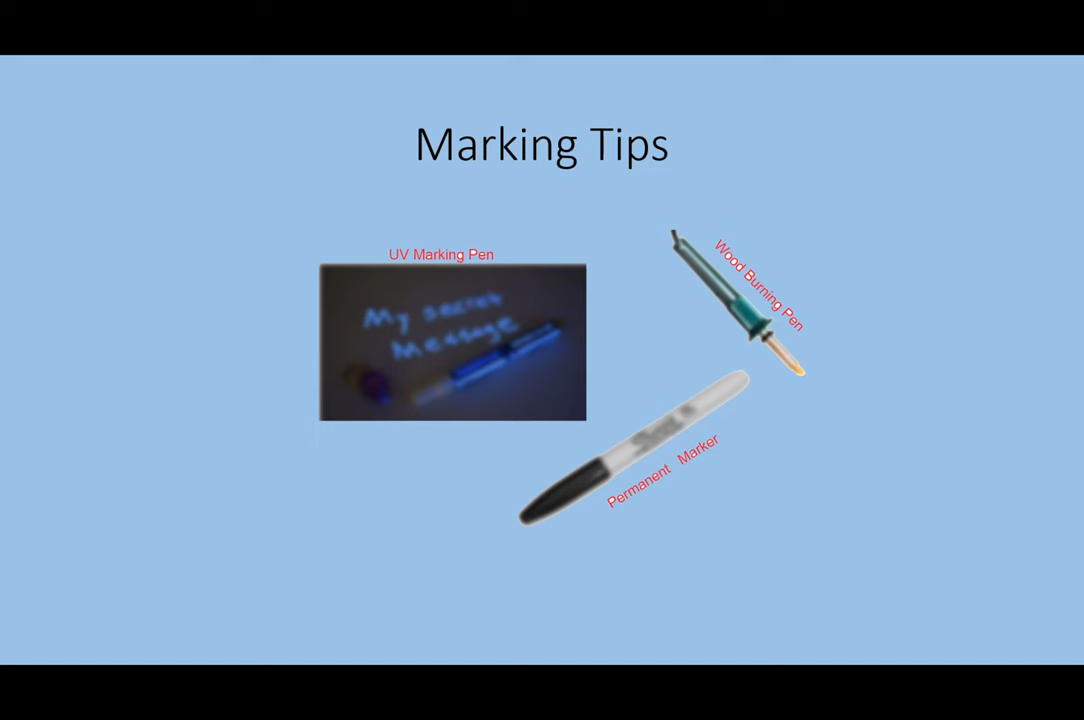 Marking Tips
UV Marking Pen
My secret
Message
Wood Burning Pen
Permanent Marker